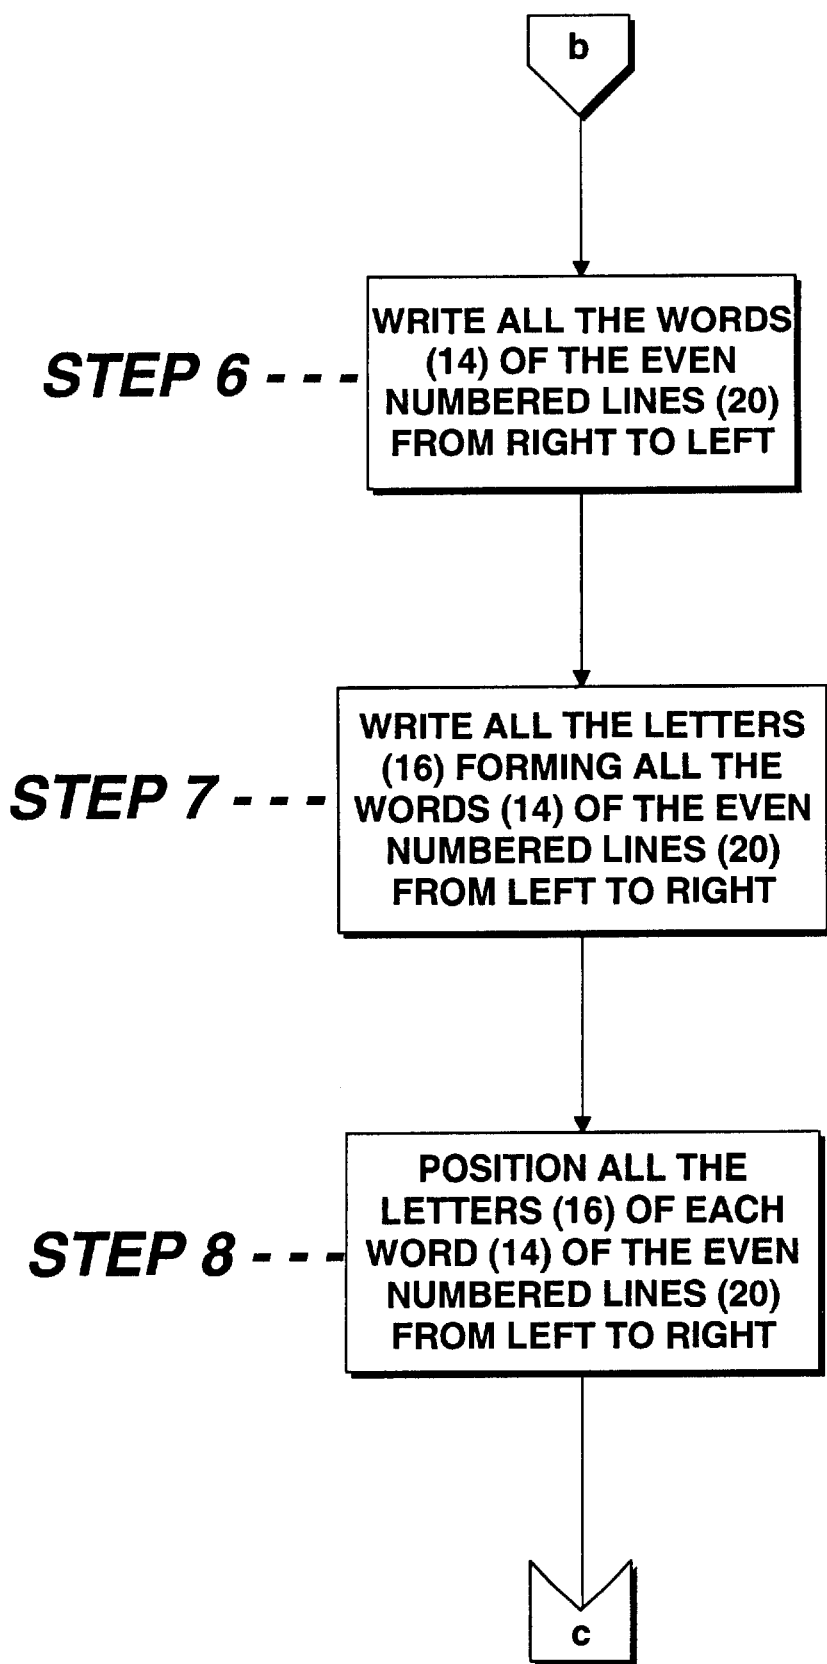 b
WRITE ALL THE WORDS
(14) OF THE EVEN
STEP 6 - - -
NUMBERED LINES (20)
FROM RIGHT TO LEFT
WRITE ALL THE LETTERS
(16) FORMING ALL THE
STEP 7 - - -
WORDS (14) OF THE EVEN
NUMBERED LINES (20)
FROM LEFT TO RIGHT
POSITION ALL THE
LETTERS (16) OF EACH
STEP 8 - - -
WORD (14) OF THE EVEN
NUMBERED LINES (20)
FROM LEFT TO RIGHT
c